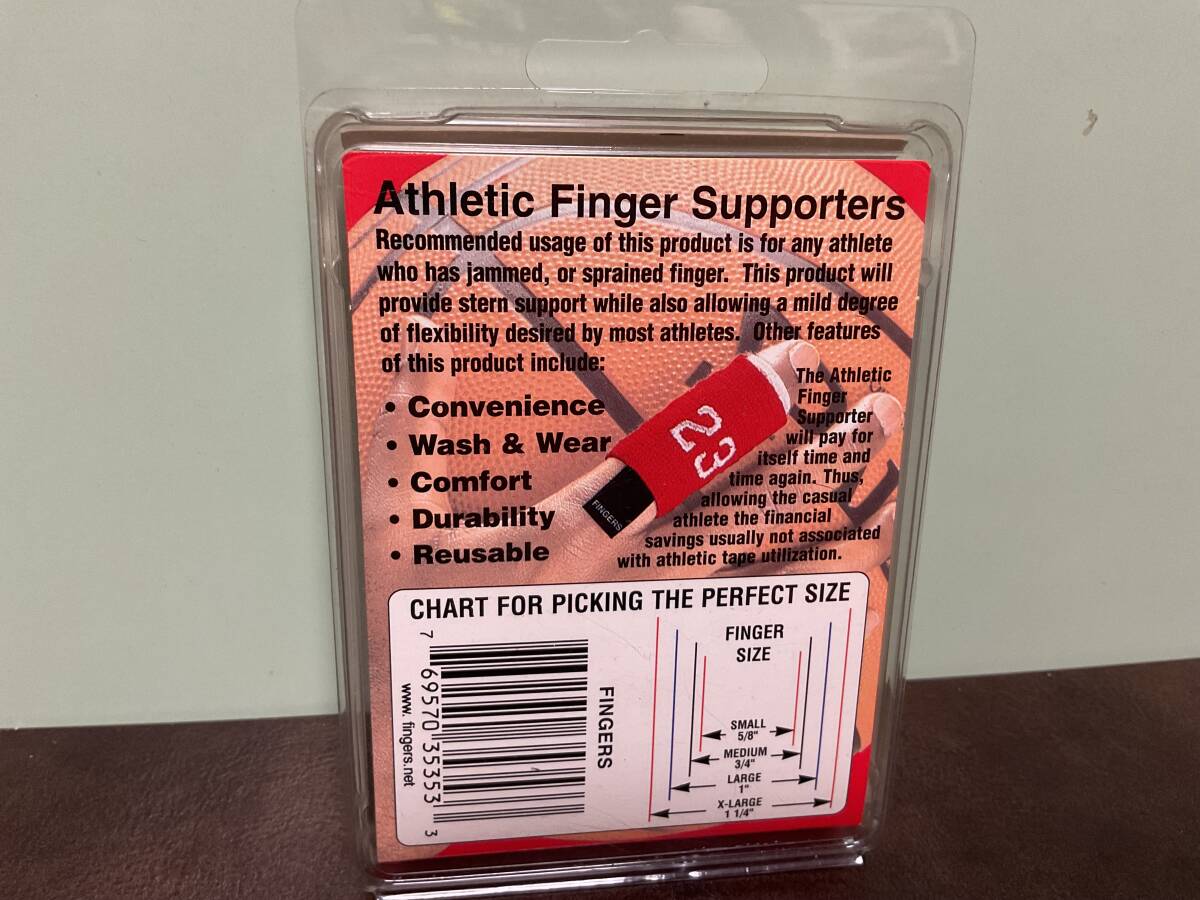 Athletic Finger Supporters
Recommended usage of this product is for any athlete
who has jammed, or sprained finger. This product will
provide stern support while also allowing a mild degree
of flexibility desired by most athletes. Other features
of this product include:
• Convenience
• Wash & Wear
• Comfort
• Durability
• Reusable
The Athletic
Finger
Supporter
will pay for
itself time and
time again. Thus,
allowing the casual
athlete the financial
savings usually not associated
with athletic tape utilization.
23
FINGERS
CHART FOR PICKING THE PERFECT SIZE
7 69570 35353 3
www.fingers.net
FINGERS
FINGER
SIZE
SMALL
5/8"
MEDIUM
3/4"
LARGE
1"
X-LARGE
1 1/4"